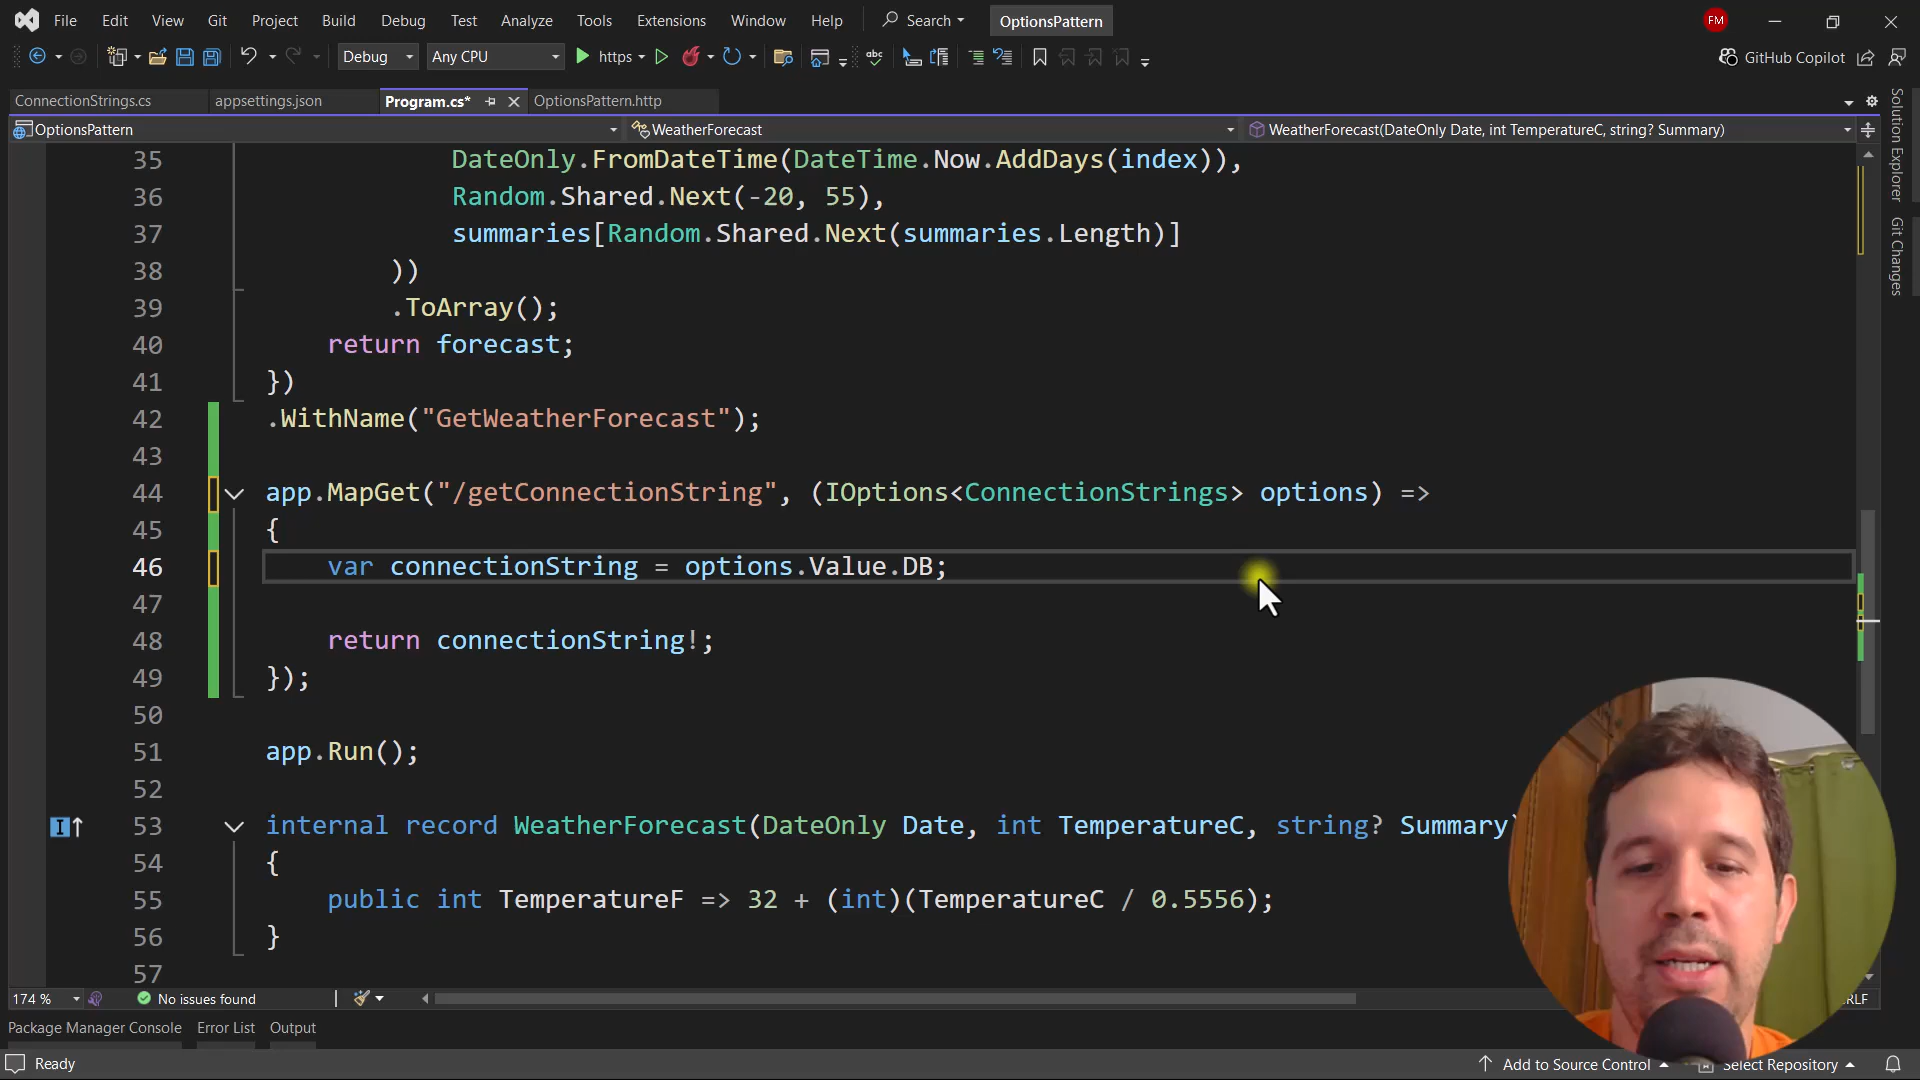 File Edit View Git Project Build Debug Test Analyze Tools Extensions Window Help Search OptionsPattern FM
Debug Any CPU https GitHub Copilot
ConnectionStrings.cs appsettings.json Program.cs* OptionsPattern.http
OptionsPattern WeatherForecast WeatherForecast(DateOnly Date, int TemperatureC, string? Summary)
35 DateOnly.FromDateTime(DateTime.Now.AddDays(index)),
36 Random.Shared.Next(-20, 55),
37 summaries[Random.Shared.Next(summaries.Length)]
38 ))
39 .ToArray();
40 return forecast;
41 })
42 .WithName("GetWeatherForecast");
43
44 app.MapGet("/getConnectionString", (IOptions<ConnectionStrings> options) =>
45 {
46 var connectionString = options.Value.DB;
47
48 return connectionString!;
49 });
50
51 app.Run();
52
53 internal record WeatherForecast(DateOnly Date, int TemperatureC, string? Summary)
54 {
55 public int TemperatureF => 32 + (int)(TemperatureC / 0.5556);
56 }
57
174 % No issues found RLF
Package Manager Console Error List Output
Ready Add to Source Control Select Repository
Solution Explorer
Git Changes